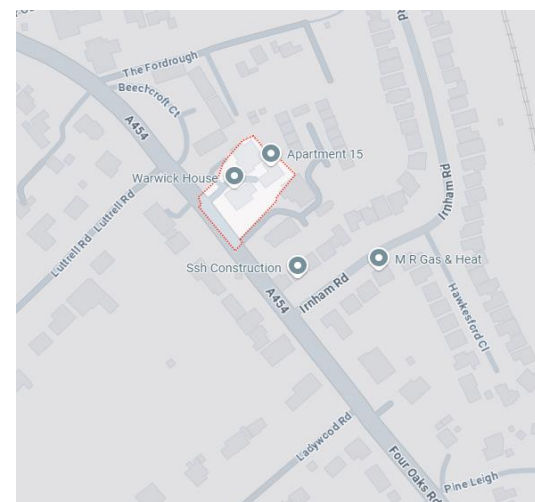 The Fordrough
Beechcroft Ct
A454
Apartment 15
Warwick House
Luttrell Rd
Luttrell Rd
Irnham Rd
Ssh Construction
M R Gas & Heat
A454
Irnham Rd
Hawkesford Cl
Ladywood Rd
Four Oaks Rd
Pine Leigh